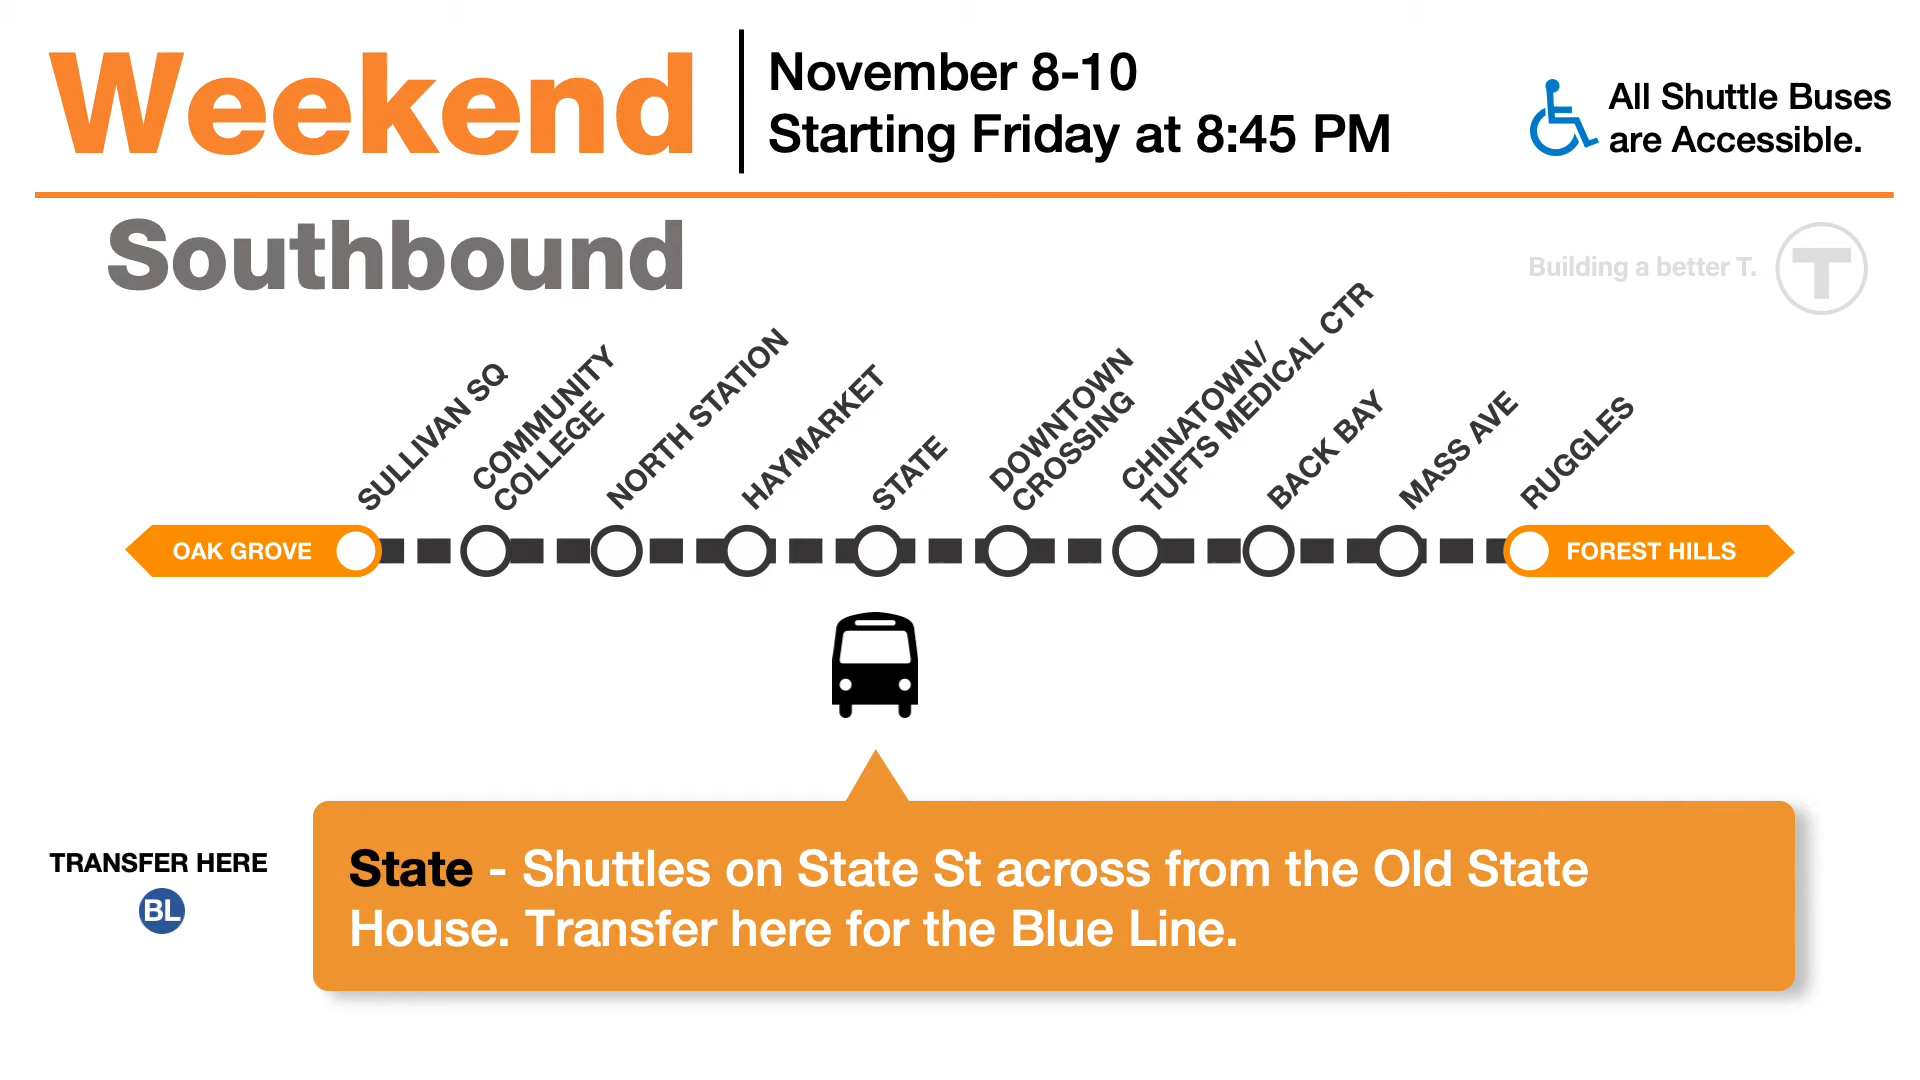 Weekend
November 8-10
Starting Friday at 8:45 PM
All Shuttle Buses
are Accessible.
Southbound
Building a better T.
T
SULLIVAN SQ
COMMUNITY
COLLEGE
NORTH STATION
HAYMARKET
STATE
DOWNTOWN
CROSSING
CHINATOWN/
TUFTS MEDICAL CTR
BACK BAY
MASS AVE
RUGGLES
OAK GROVE
FOREST HILLS
TRANSFER HERE
BL
State - Shuttles on State St across from the Old State
House. Transfer here for the Blue Line.